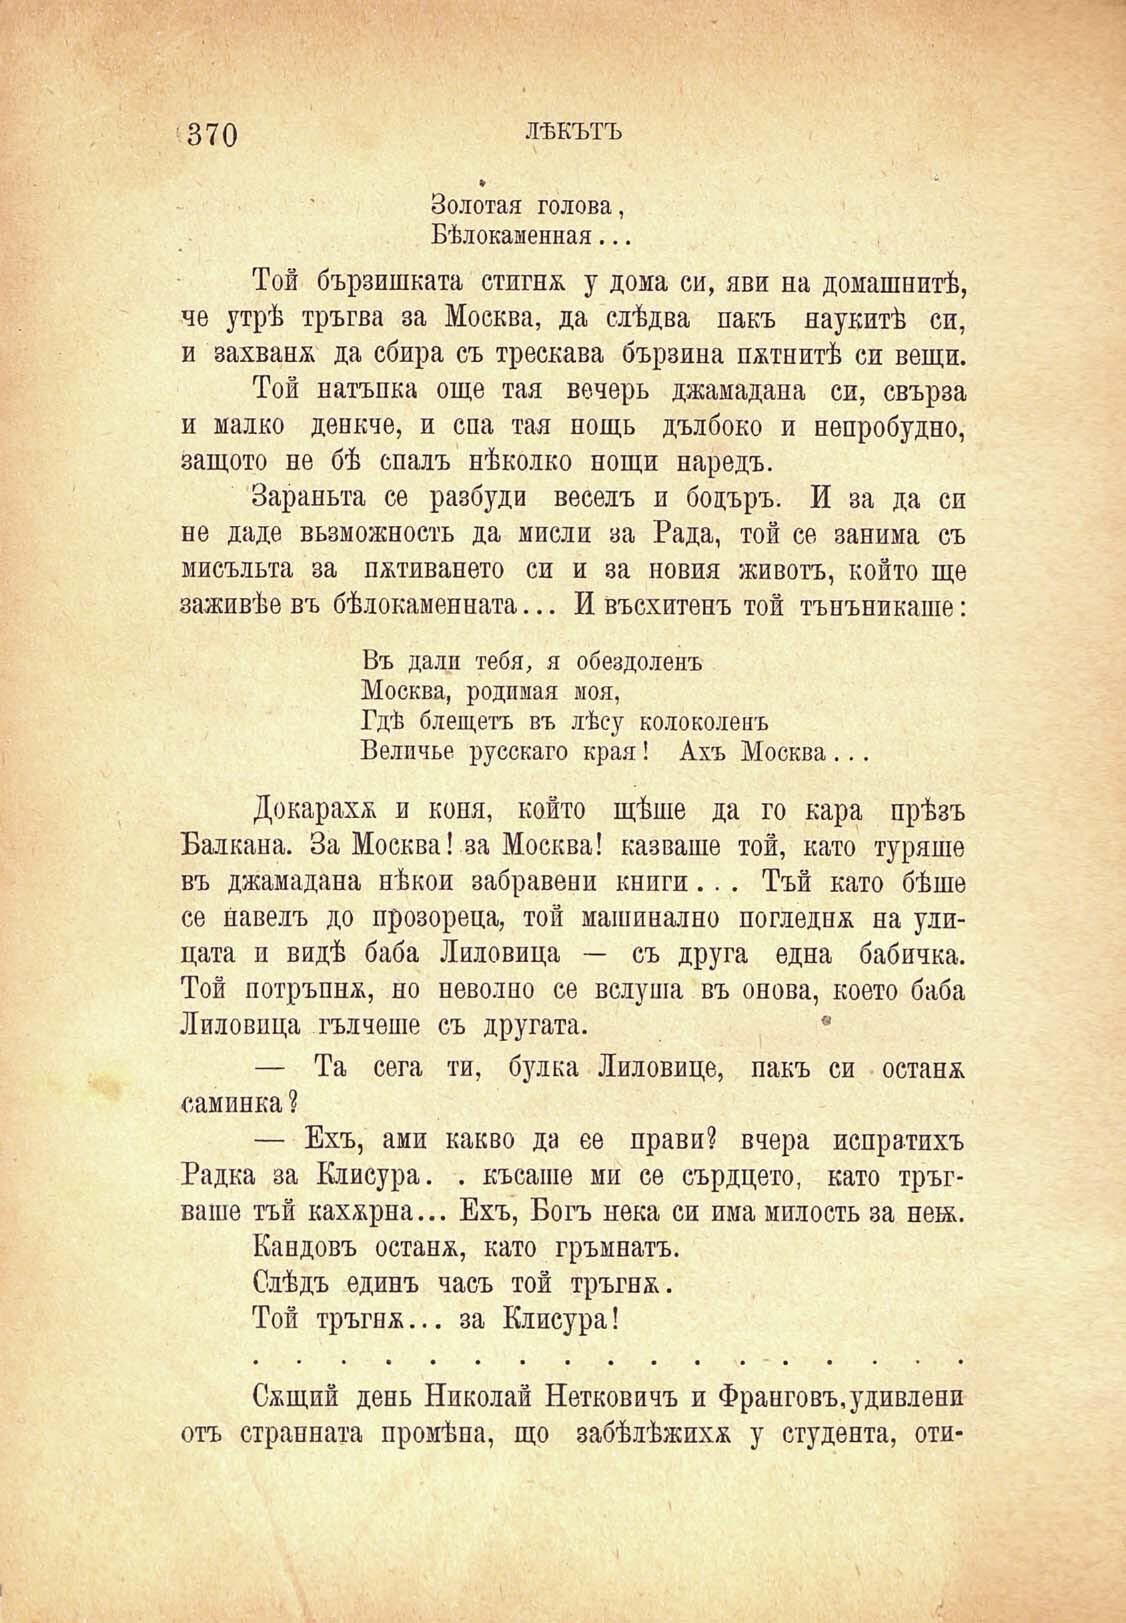 370
ЛѢКЪТЪ
Золотая голова,
Бѣлокаменная...
Той бързишката стигнѫ у дома си, яви на домашнитѣ,
че утрѣ тръгва за Москва, да слѣдва пакъ наукитѣ си,
и захванѫ да сбира съ трескава бързина пѫтнитѣ си вещи.
Той натъпка още тая вечерь джамадана си, свърза
и малко денкче, и спа тая нощь дълбоко и непробудно,
защото не бѣ спалъ нѣколко нощи наредъ.
Зараньта се разбуди веселъ и бодъръ. И за да си
не даде вьзможность да мисли за Рада, той се занима съ
мисъльта за пѫтиването си и за новия животъ, който ще
заживѣе въ бѣлокаменната... И въсхитенъ той тънъникаше:
Въ дали тебя, я обездоленъ
Москва, родимая моя,
Гдѣ блещетъ въ лѣсу колоколенъ
Величье русскаго края! Ахъ Москва...
Докарахѫ и коня, който щѣше да го кара прѣзъ
Балкана. За Москва! за Москва! казваше той, като туряше
въ джамадана нѣкои забравени книги... Тъй като бѣше
се навелъ до прозореца, той машинално погледнѫ на ули-
цата и видѣ баба Лиловица — съ друга една бабичка.
Той потръпнѫ, но неволно се вслуша въ онова, което баба
Лиловица гълчеше съ другата.
— Та сега ти, булка Лиловице, пакъ си останѫ
саминка?
— Ехъ, ами какво да се прави? вчера испратихъ
Радка за Клисура. . късаше ми се сърдцето, като тръг-
ваше тъй кахѫрна... Ехъ, Богъ нека си има милость за неѭ.
Кандовъ останѫ, като гръмнатъ.
Слѣдъ единъ часъ той тръгнѫ.
Той тръгнѫ... за Клисура!
. . . . . . . . . . . . . . . . .
Сѫщий день Николай Нетковичъ и Франговъ, удивлени
отъ странната промѣна, що забѣлѣжихѫ у студента, оти-